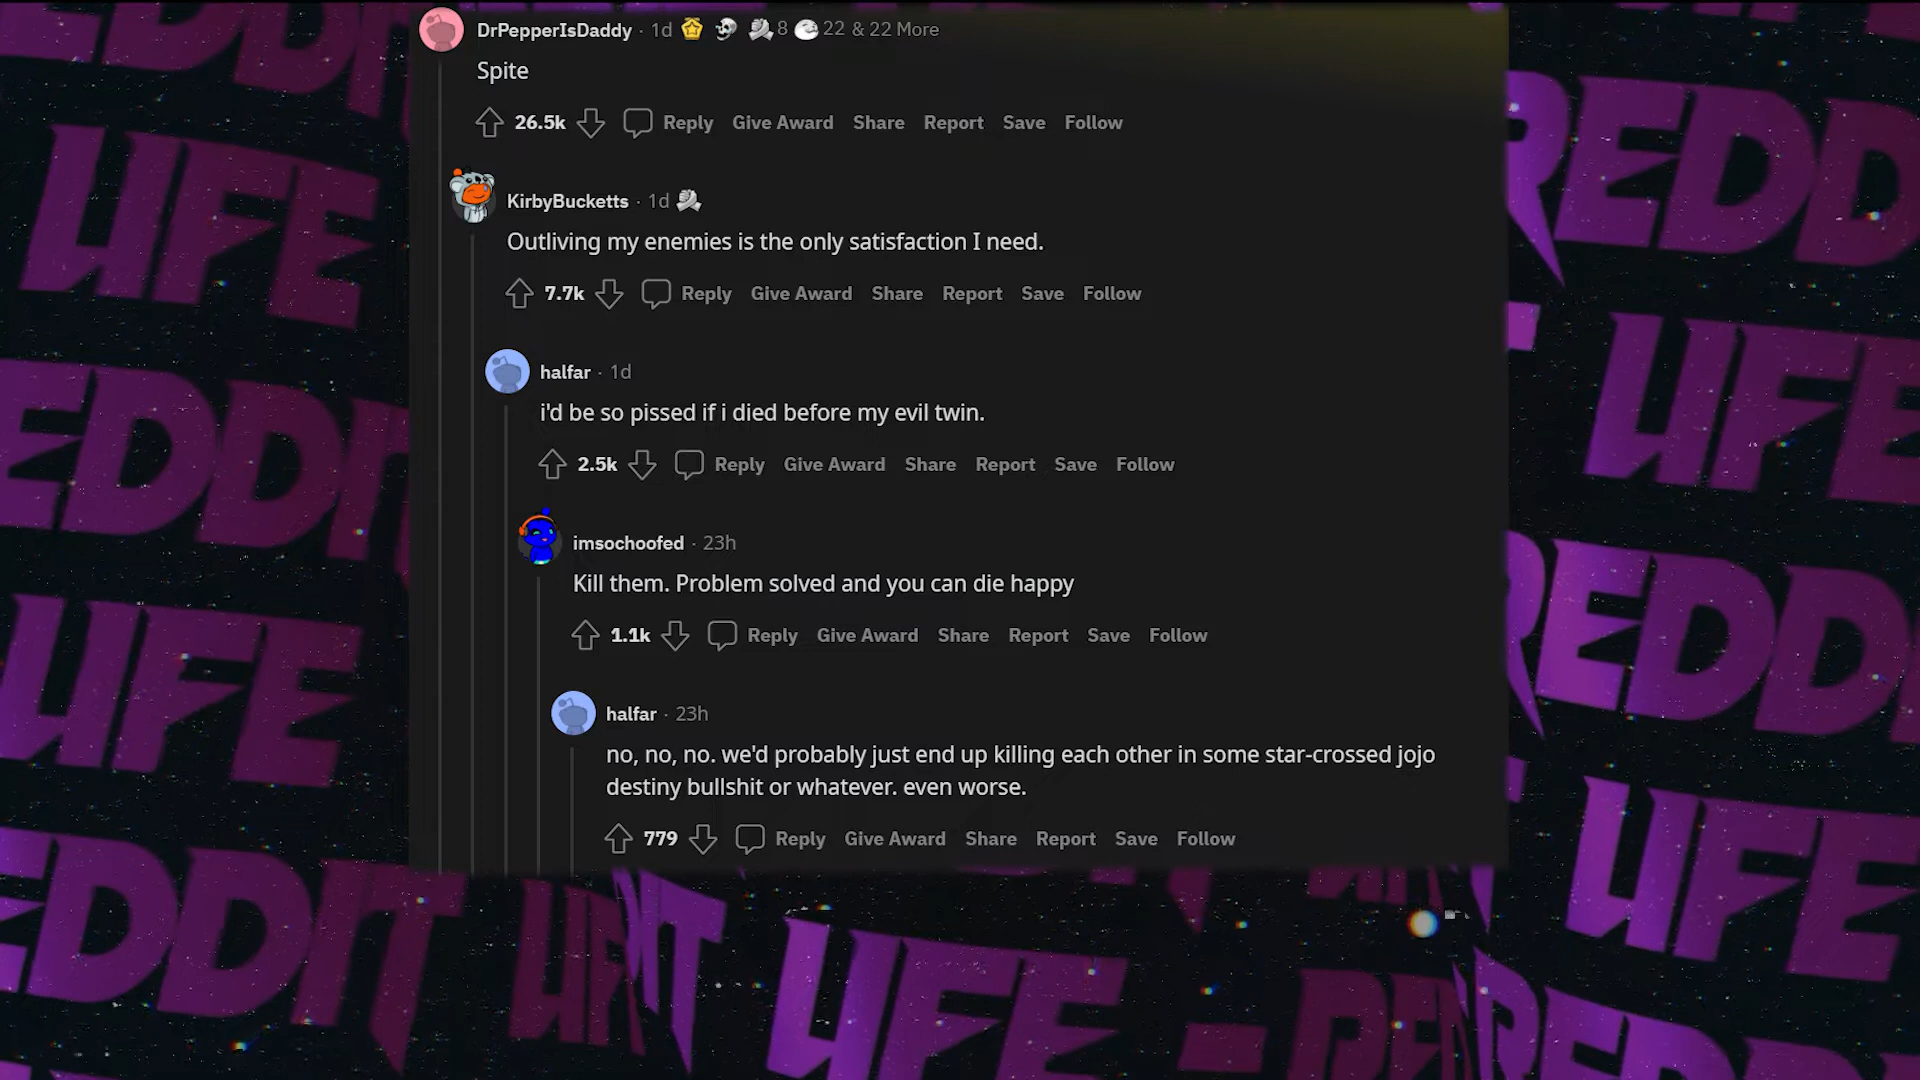 DrPepperIsDaddy · 1d 8 22 & 22 More
Spite
26.5k Reply Give Award Share Report Save Follow
KirbyBucketts · 1d
Outliving my enemies is the only satisfaction I need.
7.7k Reply Give Award Share Report Save Follow
halfar · 1d
i'd be so pissed if i died before my evil twin.
2.5k Reply Give Award Share Report Save Follow
imsochoofed · 23h
Kill them. Problem solved and you can die happy
1.1k Reply Give Award Share Report Save Follow
halfar · 23h
no, no, no. we'd probably just end up killing each other in some star-crossed jojo
destiny bullshit or whatever. even worse.
779 Reply Give Award Share Report Save Follow